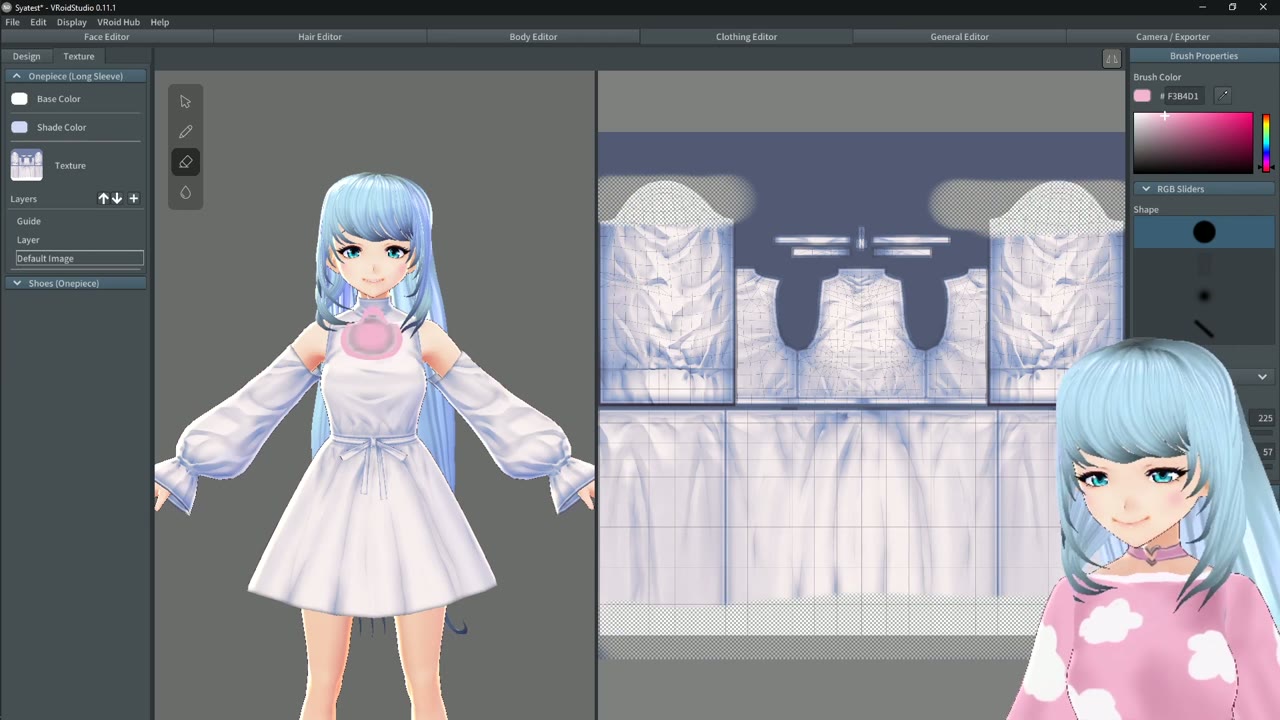 Syatest* - VRoidStudio 0.11.1
File Edit Display VRoid Hub Help
Face Editor Hair Editor Body Editor Clothing Editor General Editor Camera / Exporter
Design Texture
Brush Properties
Onepiece (Long Sleeve)
Brush Color
Base Color
# F3B4D1
Shade Color
Texture
RGB Sliders
Layers
Shape
Guide
Layer
Default Image
Shoes (Onepiece)
225
57